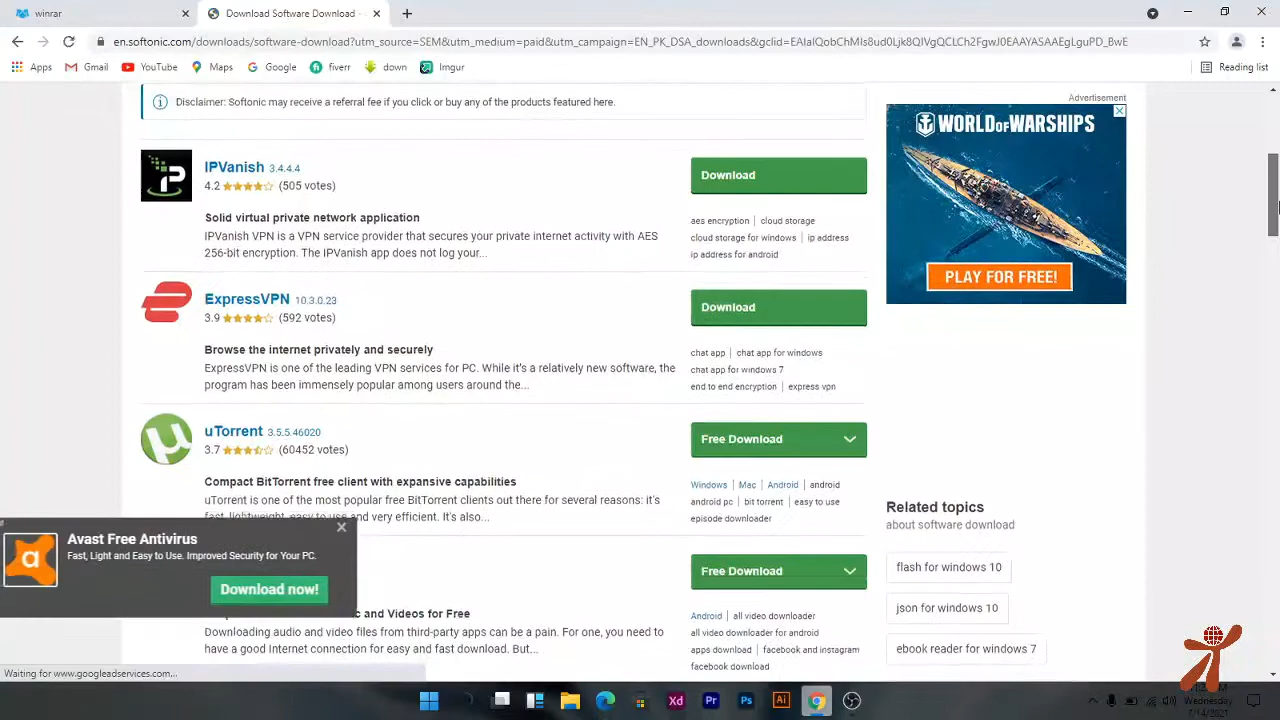 winrar
Download Software Download -
en.softonic.com/downloads/software-download?utm_source=SEM&utm_medium=paid&utm_campaign=EN_PK_DSA_downloads&gclid=EAIaIQobChMIs8ud0Ljk8QIVgQCLCh2FgwJ0EAAYASAAEgLguPD_BwE
Apps
Gmail
YouTube
Maps
Google
fiverr
down
Imgur
Reading list
Disclaimer: Softonic may receive a referral fee if you click or buy any of the products featured here.
Advertisement
WORLD OF WARSHIPS
PLAY FOR FREE!
IPVanish 3.4.4.4
4.2 (505 votes)
Solid virtual private network application
IPVanish VPN is a VPN service provider that secures your private internet activity with AES
256-bit encryption. The IPVanish app does not log your...
Download
aes encryption | cloud storage
cloud storage for windows | ip address
ip address for android
ExpressVPN 10.3.0.23
3.9 (592 votes)
Browse the internet privately and securely
ExpressVPN is one of the leading VPN services for PC. While it's a relatively new software, the
program has been immensely popular among users around the...
Download
chat app | chat app for windows
chat app for windows 7
end to end encryption | express vpn
uTorrent 3.5.5.46020
3.7 (60452 votes)
Compact BitTorrent free client with expansive capabilities
uTorrent is one of the most popular free BitTorrent clients out there for several reasons: it's
fast, lightweight, easy to use and very efficient. It's also...
Free Download
Windows | Mac | Android | android
android pc | bit torrent | easy to use
episode downloader
Related topics
about software download
flash for windows 10
json for windows 10
ebook reader for windows 7
Avast Free Antivirus
Fast, Light and Easy to Use. Improved Security for Your PC.
Download now!
c and Videos for Free
Downloading audio and video files from third-party apps can be a pain. For one, you need to
have a good Internet connection for easy and fast download. But...
Free Download
Android | all video downloader
all video downloader for android
apps download | facebook and instagram
facebook download
Waiting for www.googleadservices.com...
Xd
Pr
Ps
Ai
Wednesday
7/14/2021